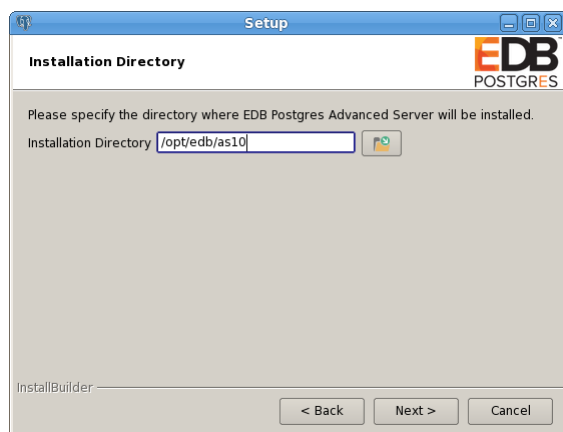 Setup
Installation Directory
EDB
POSTGRES
Please specify the directory where EDB Postgres Advanced Server will be installed.
Installation Directory /opt/edb/as10
InstallBuilder
< Back Next > Cancel